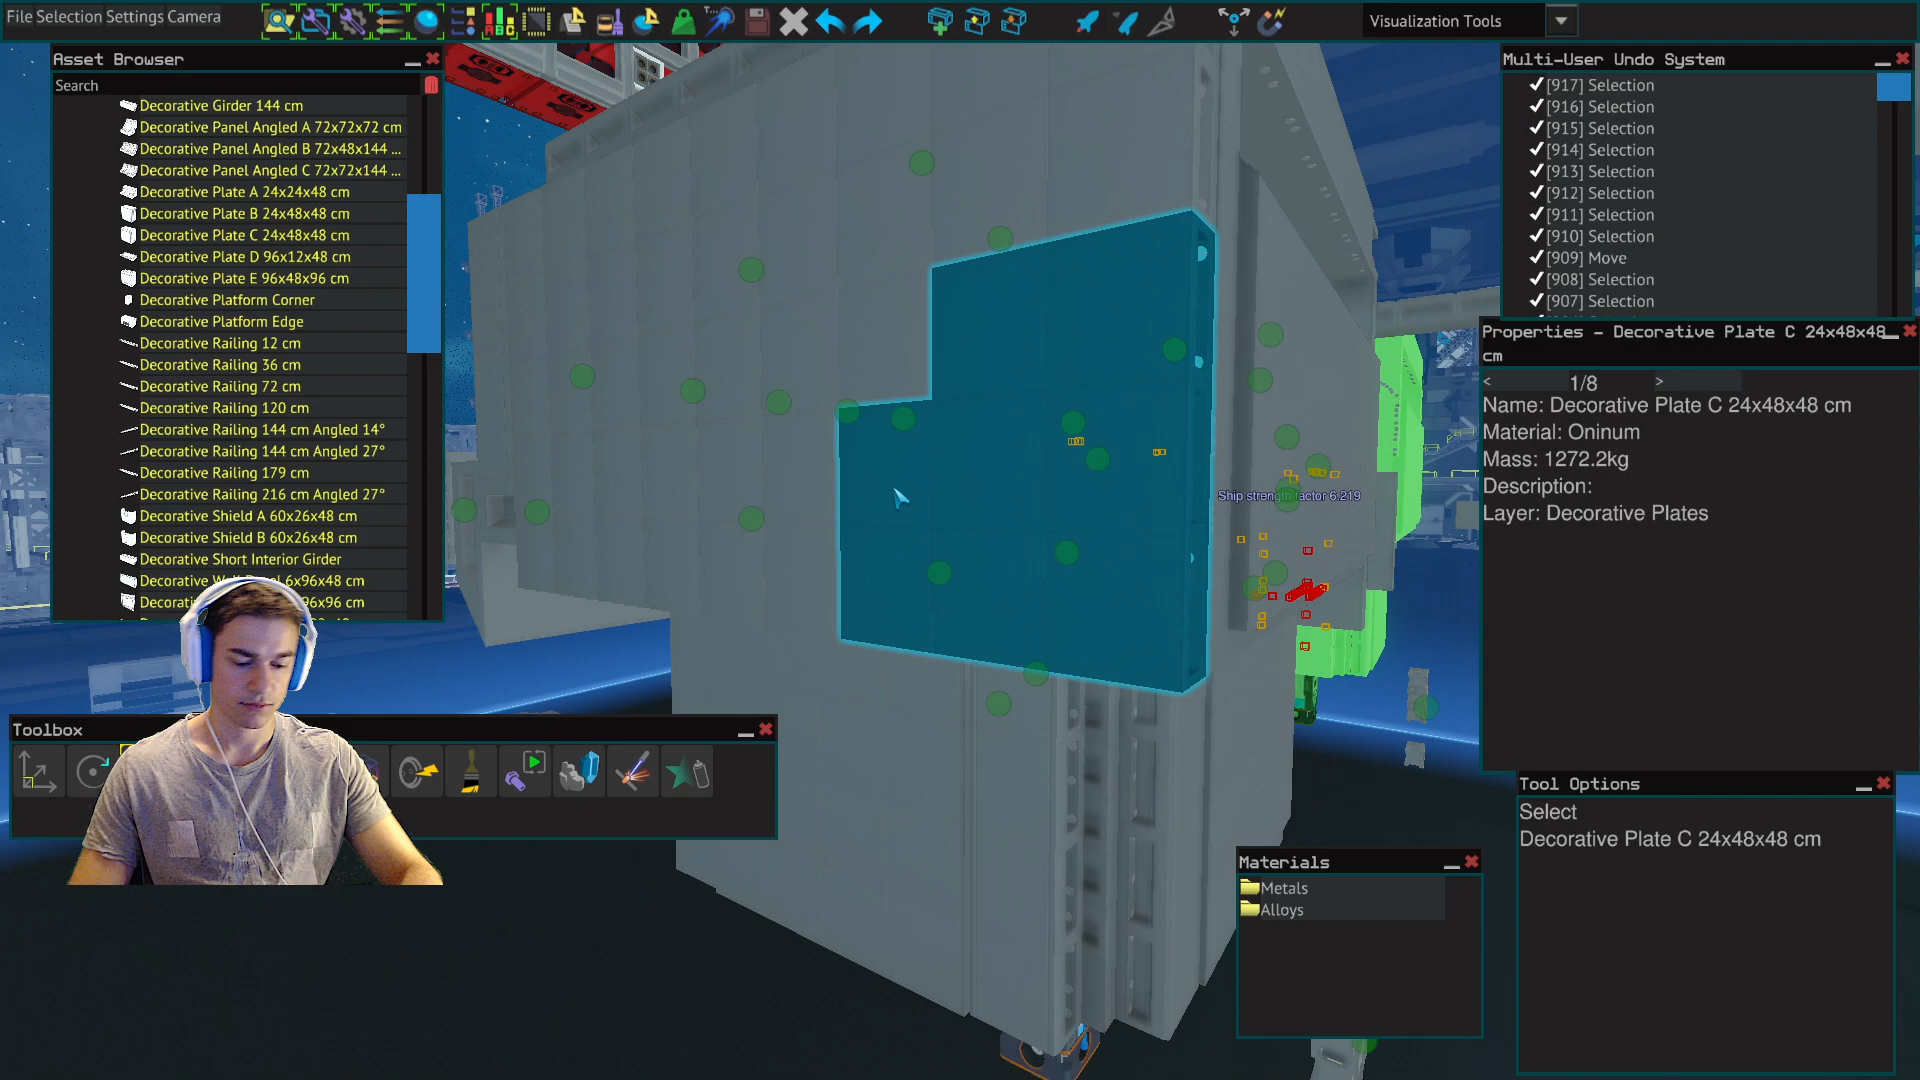 File Selection Settings Camera
Visualization Tools
Asset Browser
Search
Decorative Girder 144 cm
Decorative Panel Angled A 72x72x72 cm
Decorative Panel Angled B 72x48x144 ...
Decorative Panel Angled C 72x72x144 ...
Decorative Plate A 24x24x48 cm
Decorative Plate B 24x48x48 cm
Decorative Plate C 24x48x48 cm
Decorative Plate D 96x12x48 cm
Decorative Plate E 96x48x96 cm
Decorative Platform Corner
Decorative Platform Edge
Decorative Railing 12 cm
Decorative Railing 36 cm
Decorative Railing 72 cm
Decorative Railing 120 cm
Decorative Railing 144 cm Angled 14°
Decorative Railing 144 cm Angled 27°
Decorative Railing 179 cm
Decorative Railing 216 cm Angled 27°
Decorative Shield A 60x26x48 cm
Decorative Shield B 60x26x48 cm
Decorative Short Interior Girder
Multi-User Undo System
[917] Selection
[916] Selection
[915] Selection
[914] Selection
[913] Selection
[912] Selection
[911] Selection
[910] Selection
[909] Move
[908] Selection
[907] Selection
Properties - Decorative Plate C 24x48x48
cm
< 1/8 >
Name: Decorative Plate C 24x48x48 cm
Material: Oninum
Mass: 1272.2kg
Description:
Layer: Decorative Plates
Ship strength factor 6.219
Toolbox
Tool Options
Select
Decorative Plate C 24x48x48 cm
Materials
Metals
Alloys